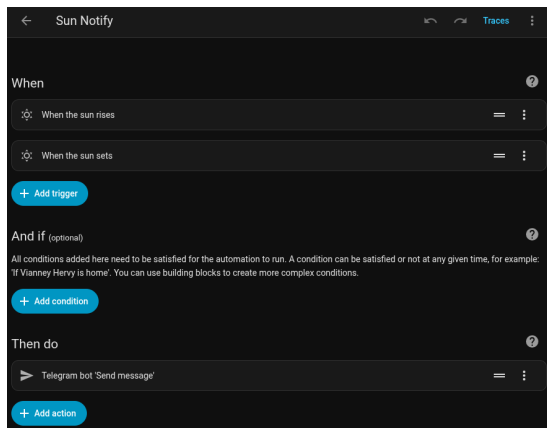 Sun Notify
Traces
When
When the sun rises
When the sun sets
+ Add trigger
And if (optional)
All conditions added here need to be satisfied for the automation to run. A condition can be satisfied or not at any given time, for example:
'If Vianney Hervy is home'. You can use building blocks to create more complex conditions.
+ Add condition
Then do
Telegram bot 'Send message'
+ Add action